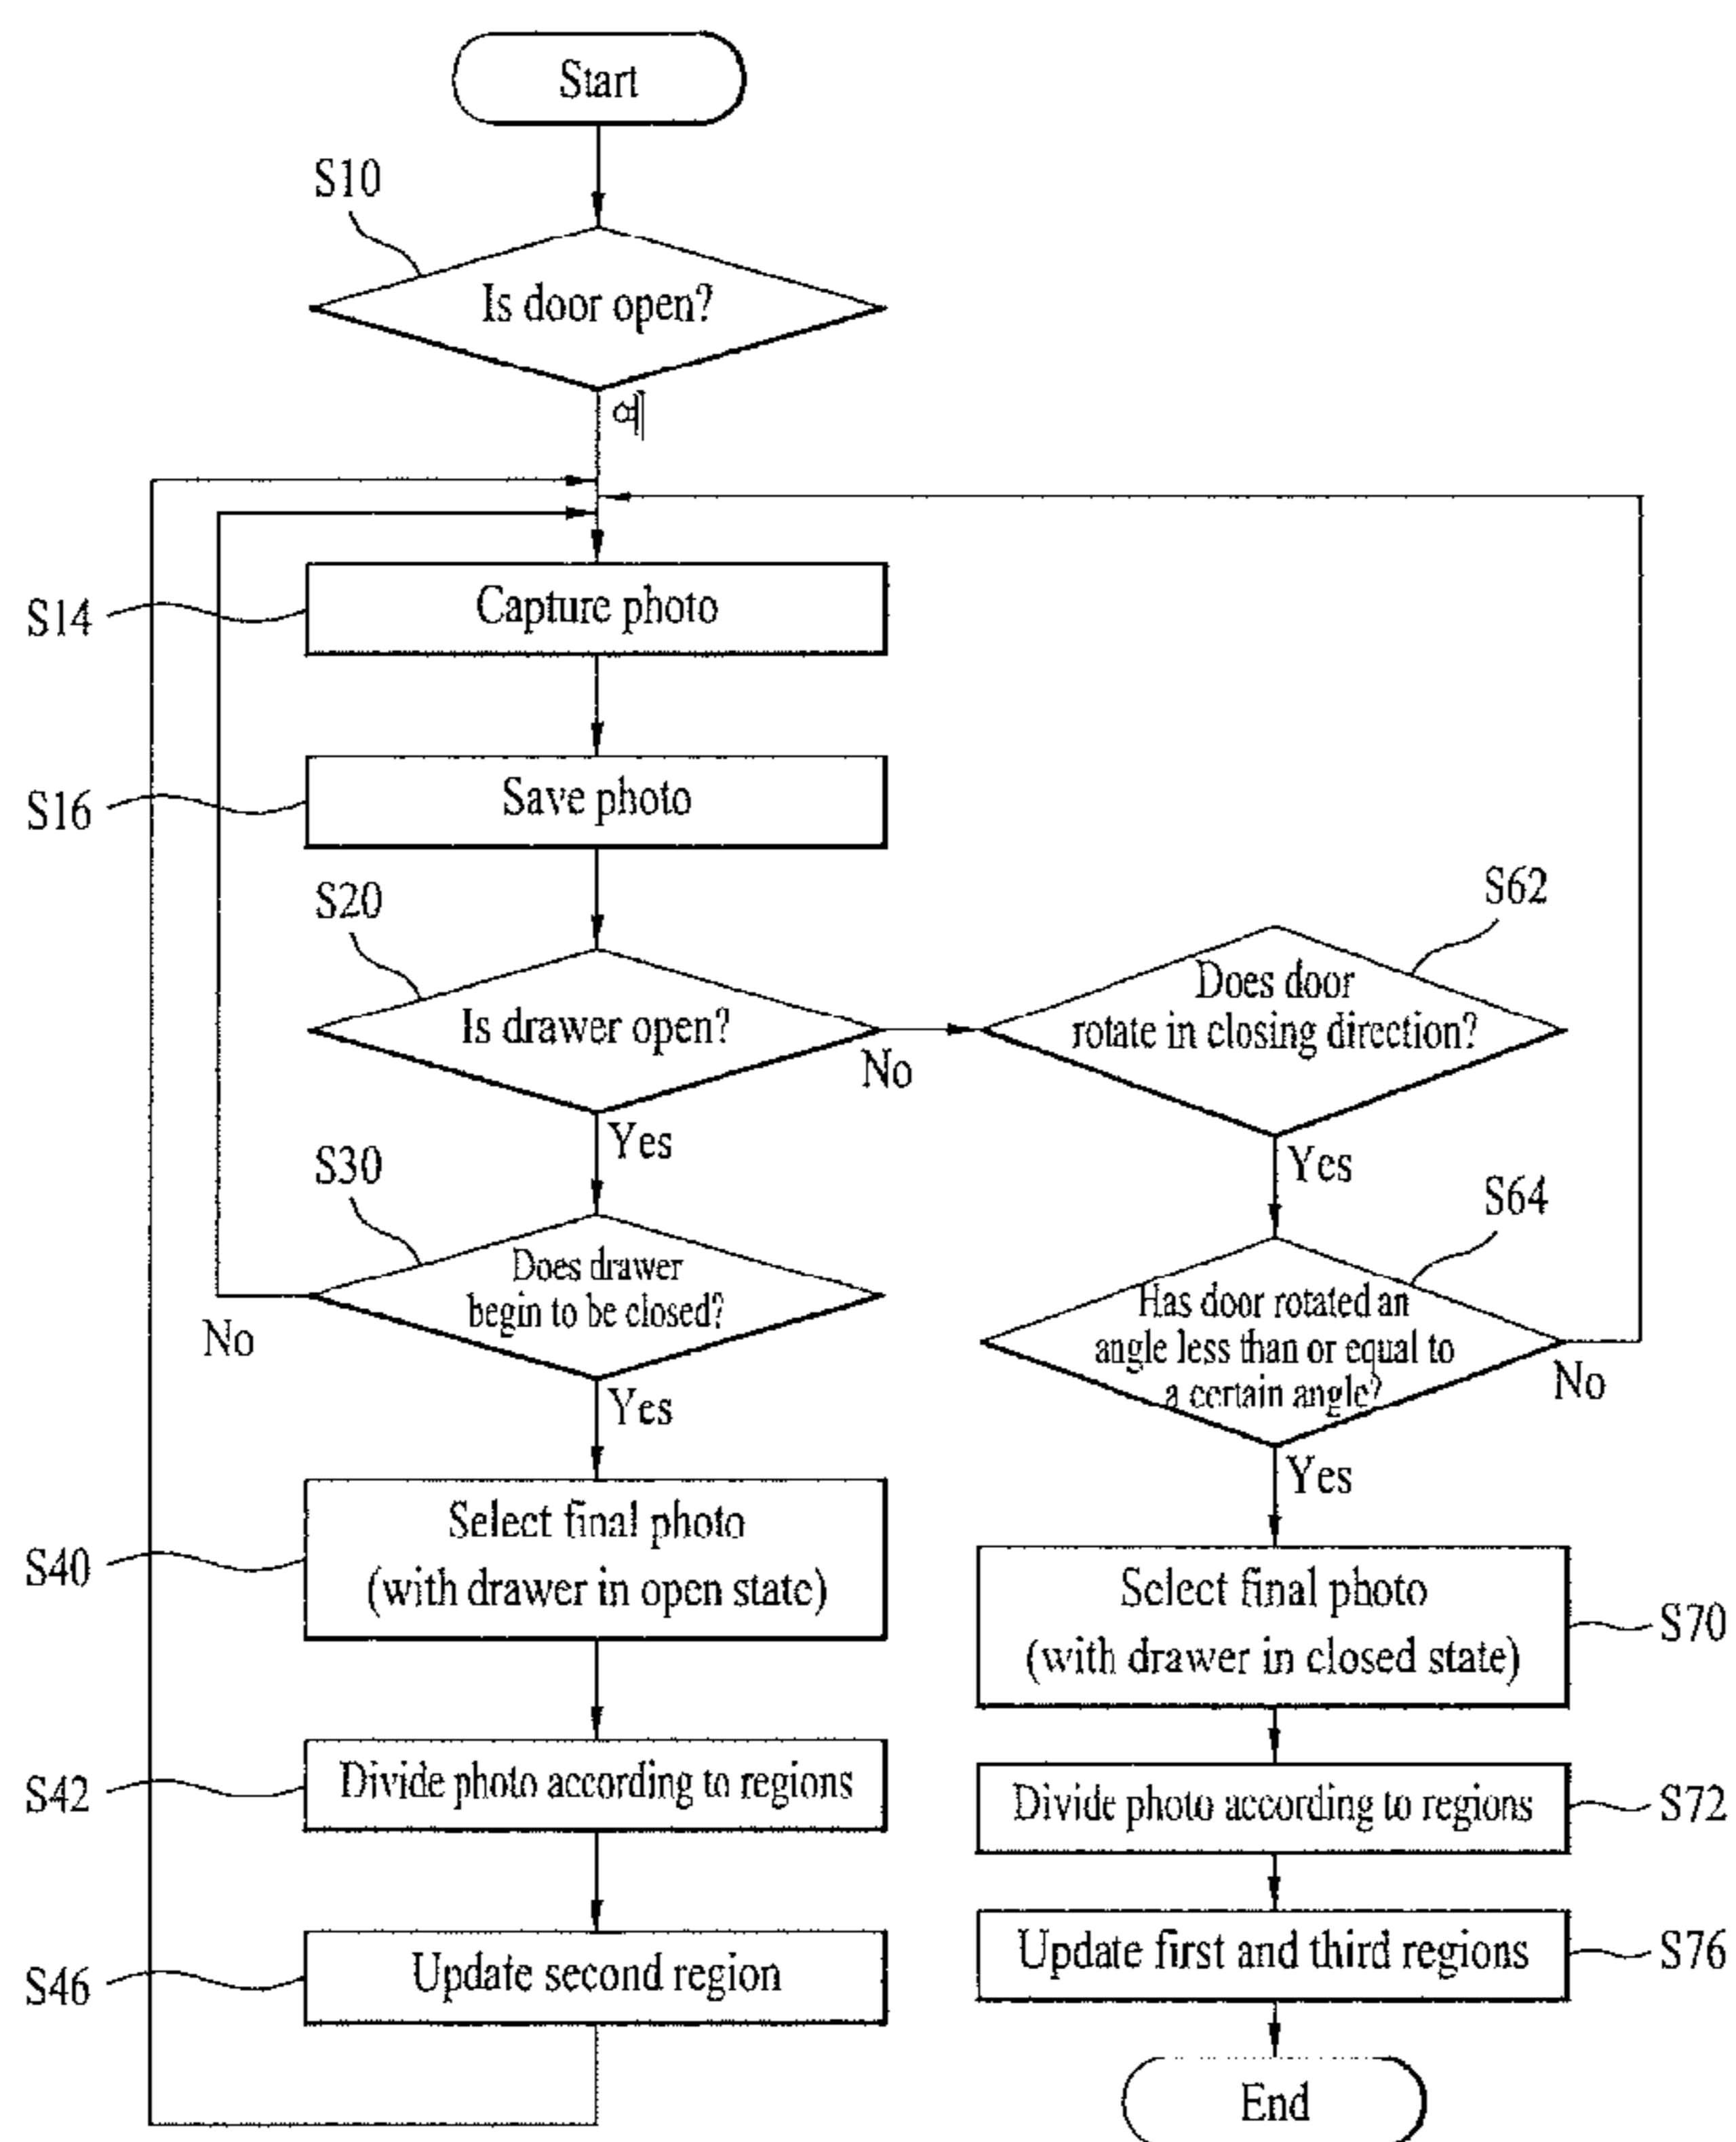 Start
S10
Is door open?
예
S14
Capture photo
S16
Save photo
S20
Is drawer open?
No
Yes
S62
Does door
rotate in closing direction?
Yes
S30
Does drawer
begin to be closed?
No
Yes
S64
Has door rotated an
angle less than or equal to
a certain angle?
No
Yes
S40
Select final photo
(with drawer in open state)
S70
Select final photo
(with drawer in closed state)
S42
Divide photo according to regions
S72
Divide photo according to regions
S46
Update second region
S76
Update first and third regions
End